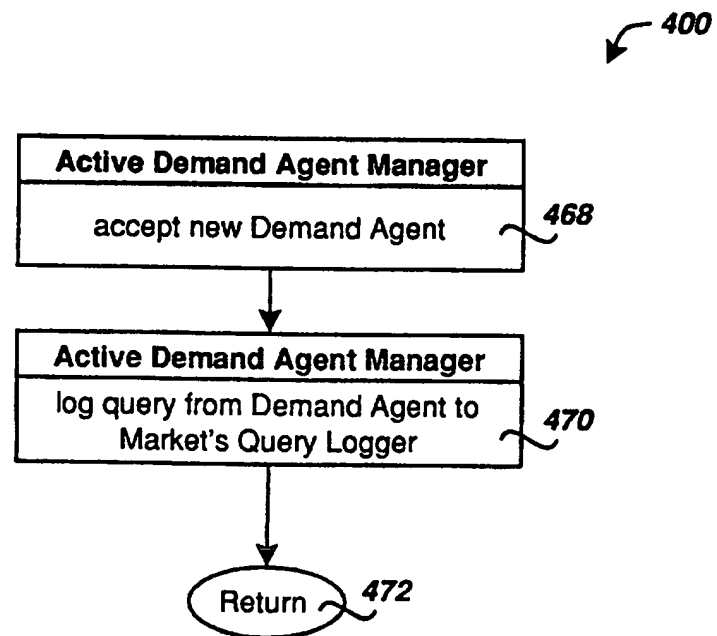 400
Active Demand Agent Manager
accept new Demand Agent
468
Active Demand Agent Manager
log query from Demand Agent to
Market's Query Logger
470
Return
472